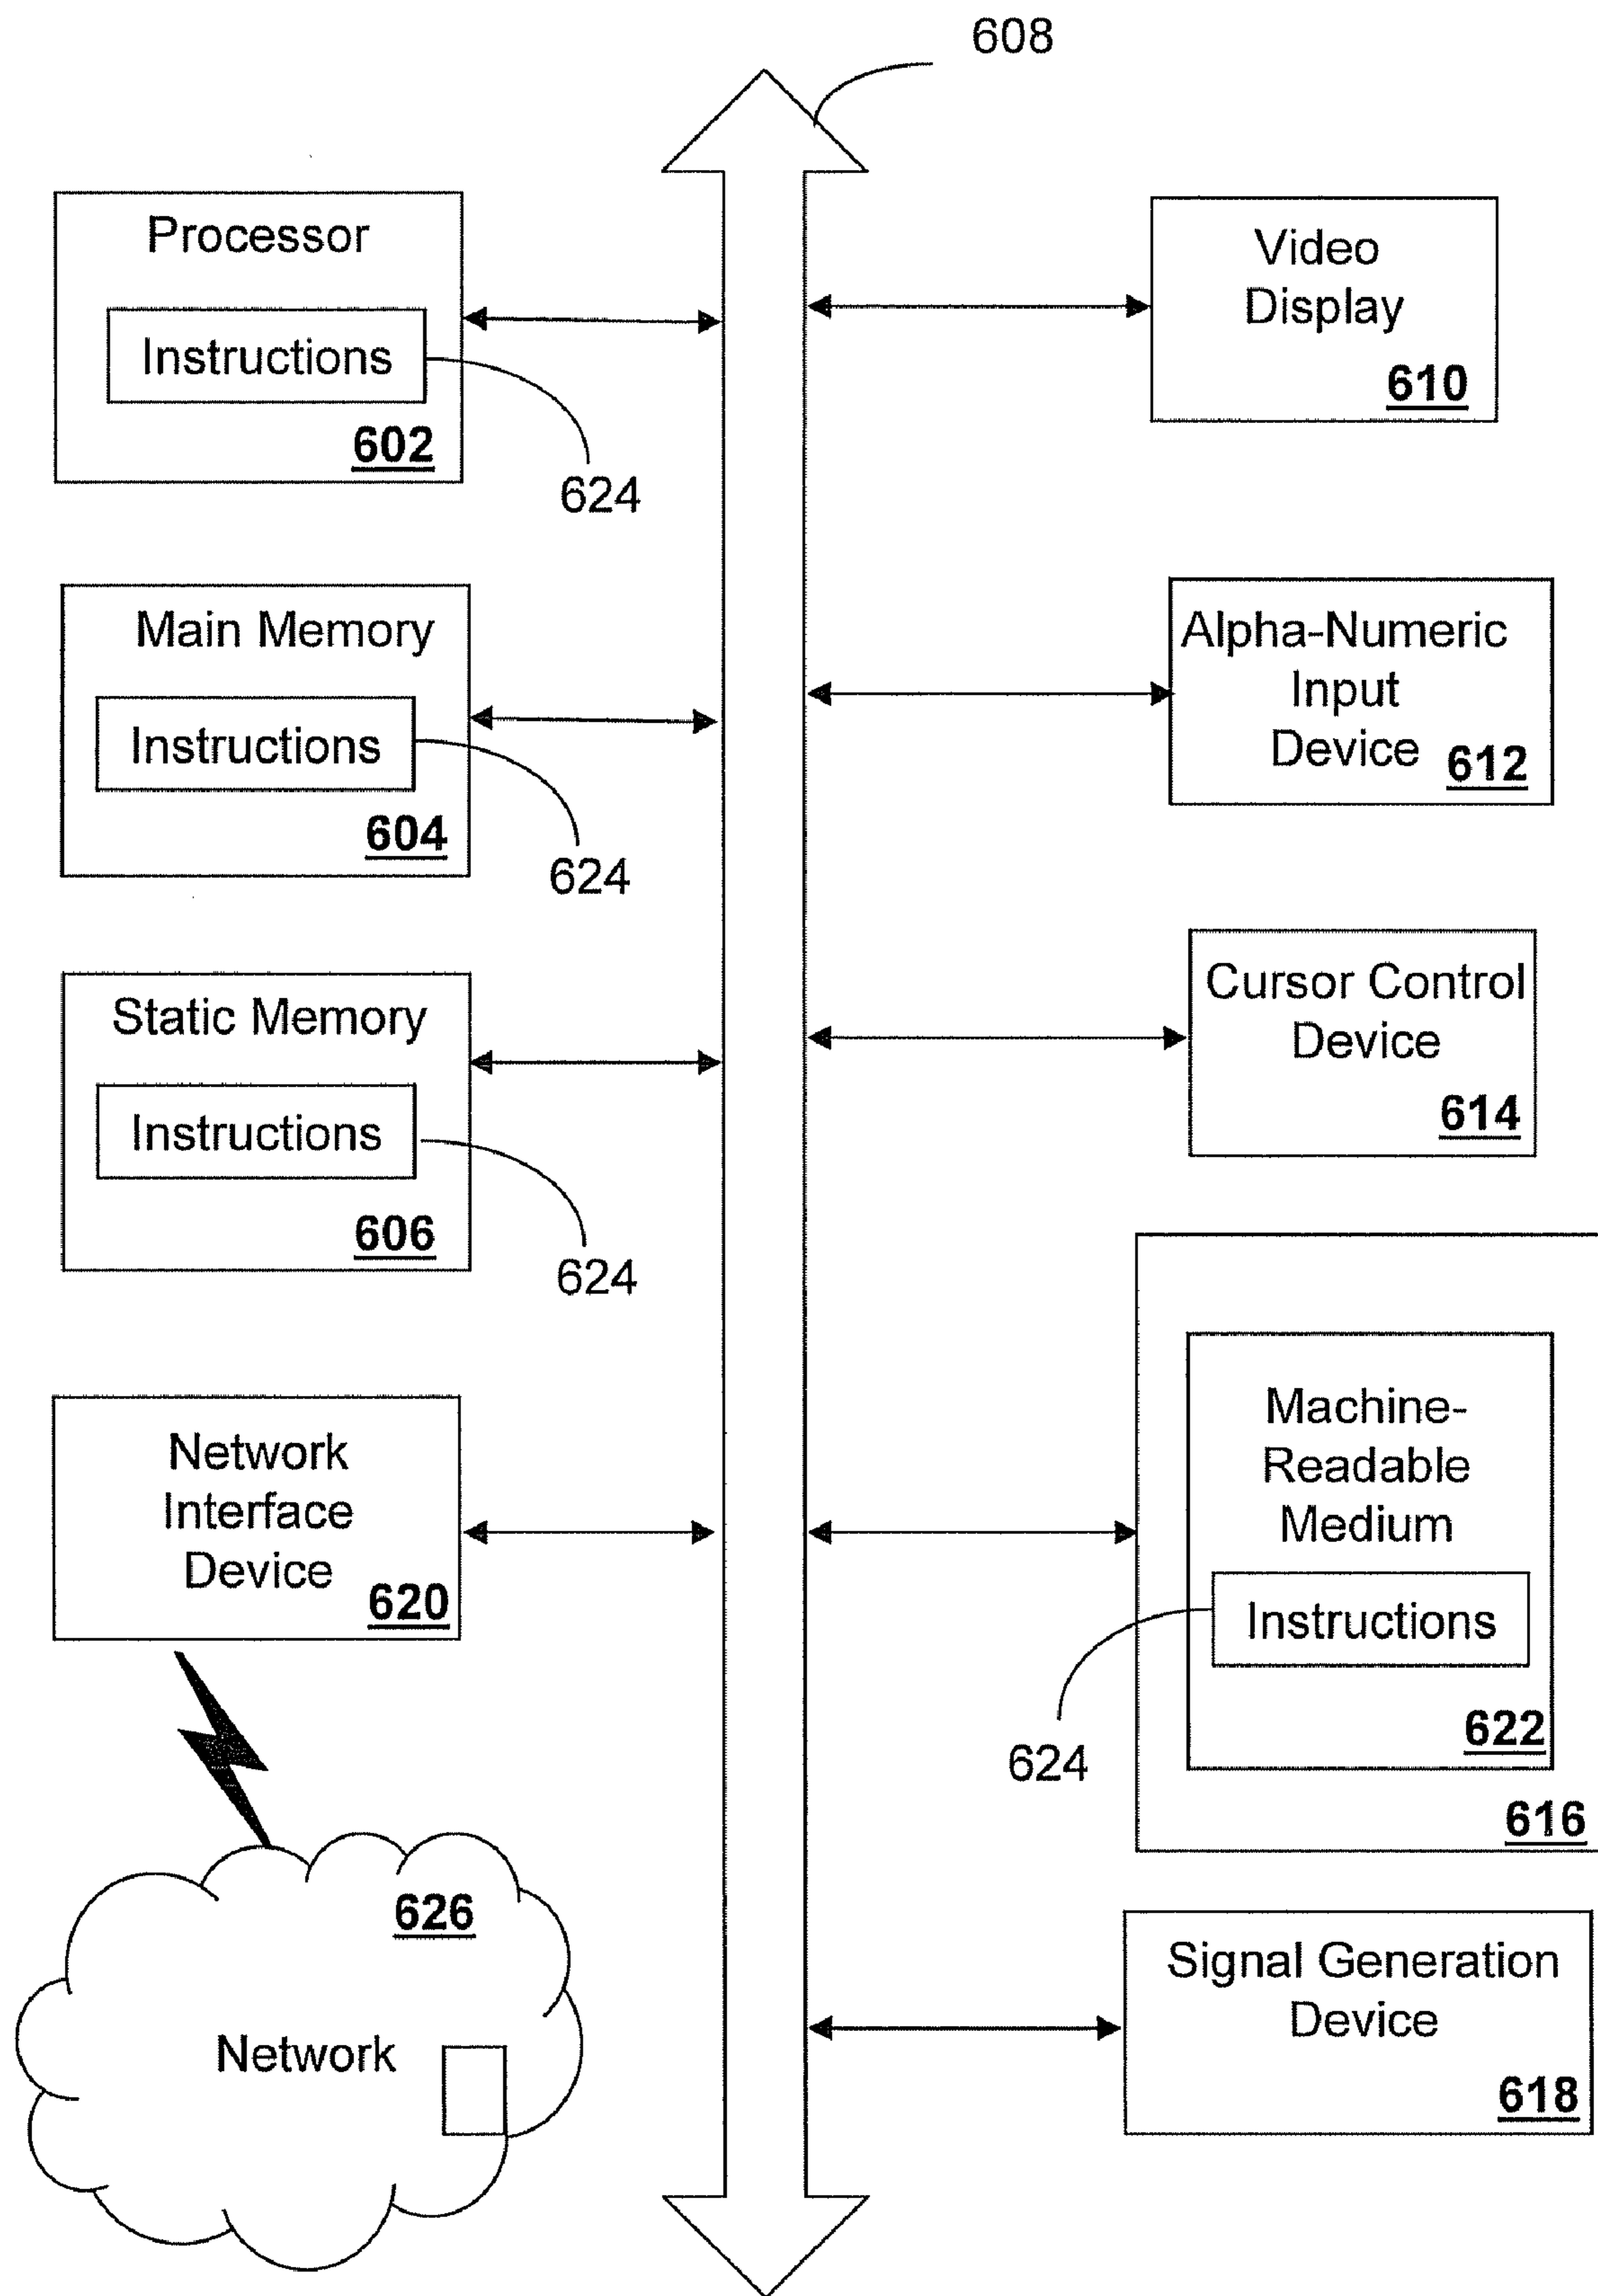 608
Processor
Instructions
602
624
Main Memory
Instructions
604
624
Static Memory
Instructions
606
624
Network
Interface
Device
620
626
Network
Video
Display
610
Alpha-Numeric
Input
Device
612
Cursor Control
Device
614
Machine-
Readable
Medium
Instructions
624
622
616
Signal Generation
Device
618